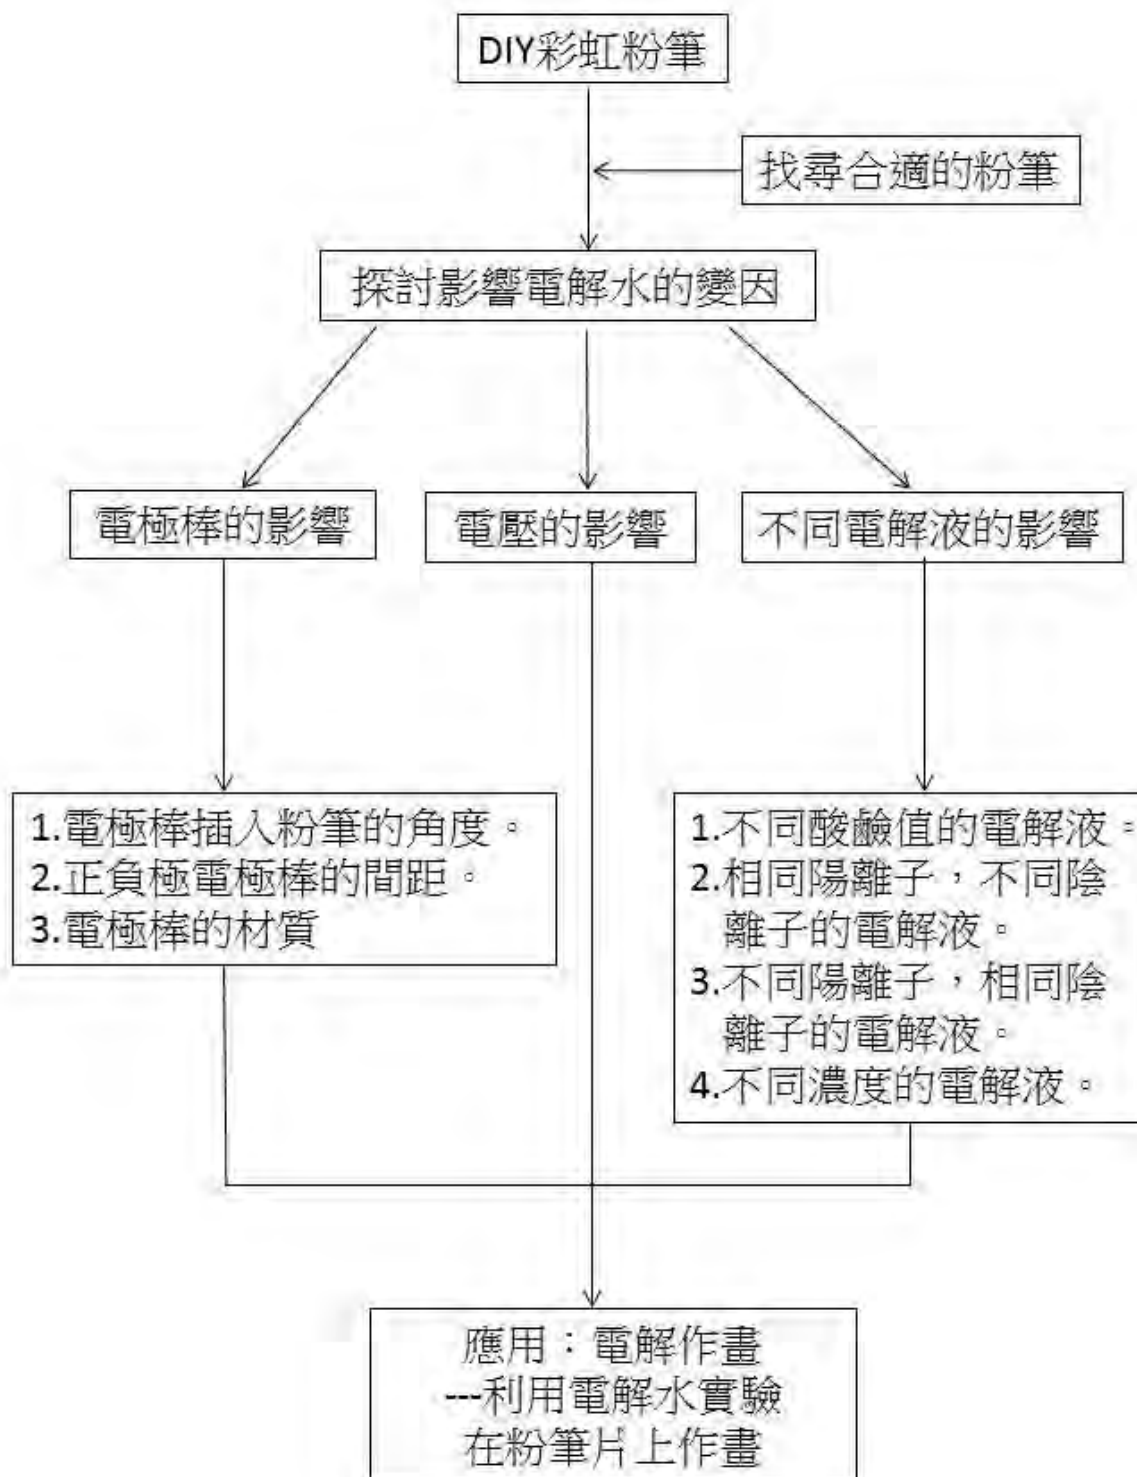 DIY彩虹粉筆
找尋合適的粉筆
探討影響電解水的變因
電極棒的影響
電壓的影響
不同電解液的影響
1.電極棒插入粉筆的角度。
2.正負極電極棒的間距。
3.電極棒的材質
1.不同酸鹼值的電解液。
2.相同陽離子，不同陰
離子的電解液。
3.不同陽離子，相同陰
離子的電解液。
4.不同濃度的電解液。
應用：電解作畫
---利用電解水實驗
在粉筆片上作畫